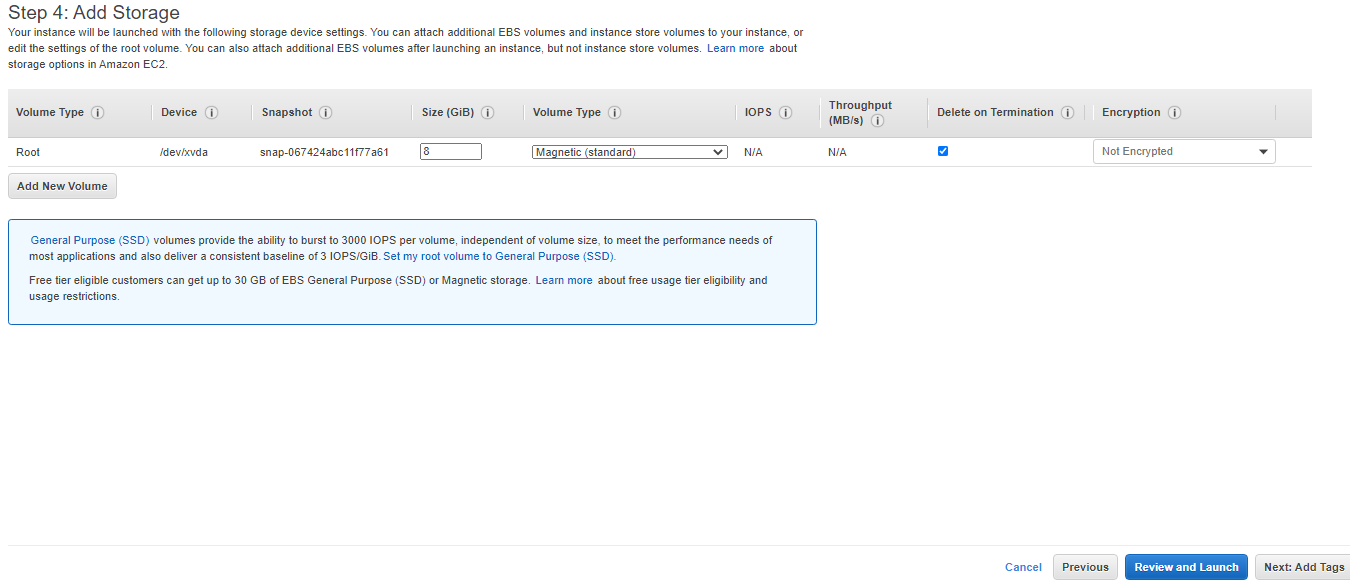 Step 4: Add Storage
Your instance will be launched with the following storage device settings. You can attach additional EBS volumes and instance store volumes to your instance, or
edit the settings of the root volume. You can also attach additional EBS volumes after launching an instance, but not instance store volumes. Learn more about
storage options in Amazon EC2.
Volume Type i Device i Snapshot i Size (GiB) i Volume Type i IOPS i Throughput (MB/s) i Delete on Termination i Encryption i
Root /dev/xvda snap-067424abc11f77a61 8 Magnetic (standard) N/A N/A Not Encrypted
Add New Volume
General Purpose (SSD) volumes provide the ability to burst to 3000 IOPS per volume, independent of volume size, to meet the performance needs of
most applications and also deliver a consistent baseline of 3 IOPS/GiB. Set my root volume to General Purpose (SSD).
Free tier eligible customers can get up to 30 GB of EBS General Purpose (SSD) or Magnetic storage. Learn more about free usage tier eligibility and
usage restrictions.
Cancel Previous Review and Launch Next: Add Tags